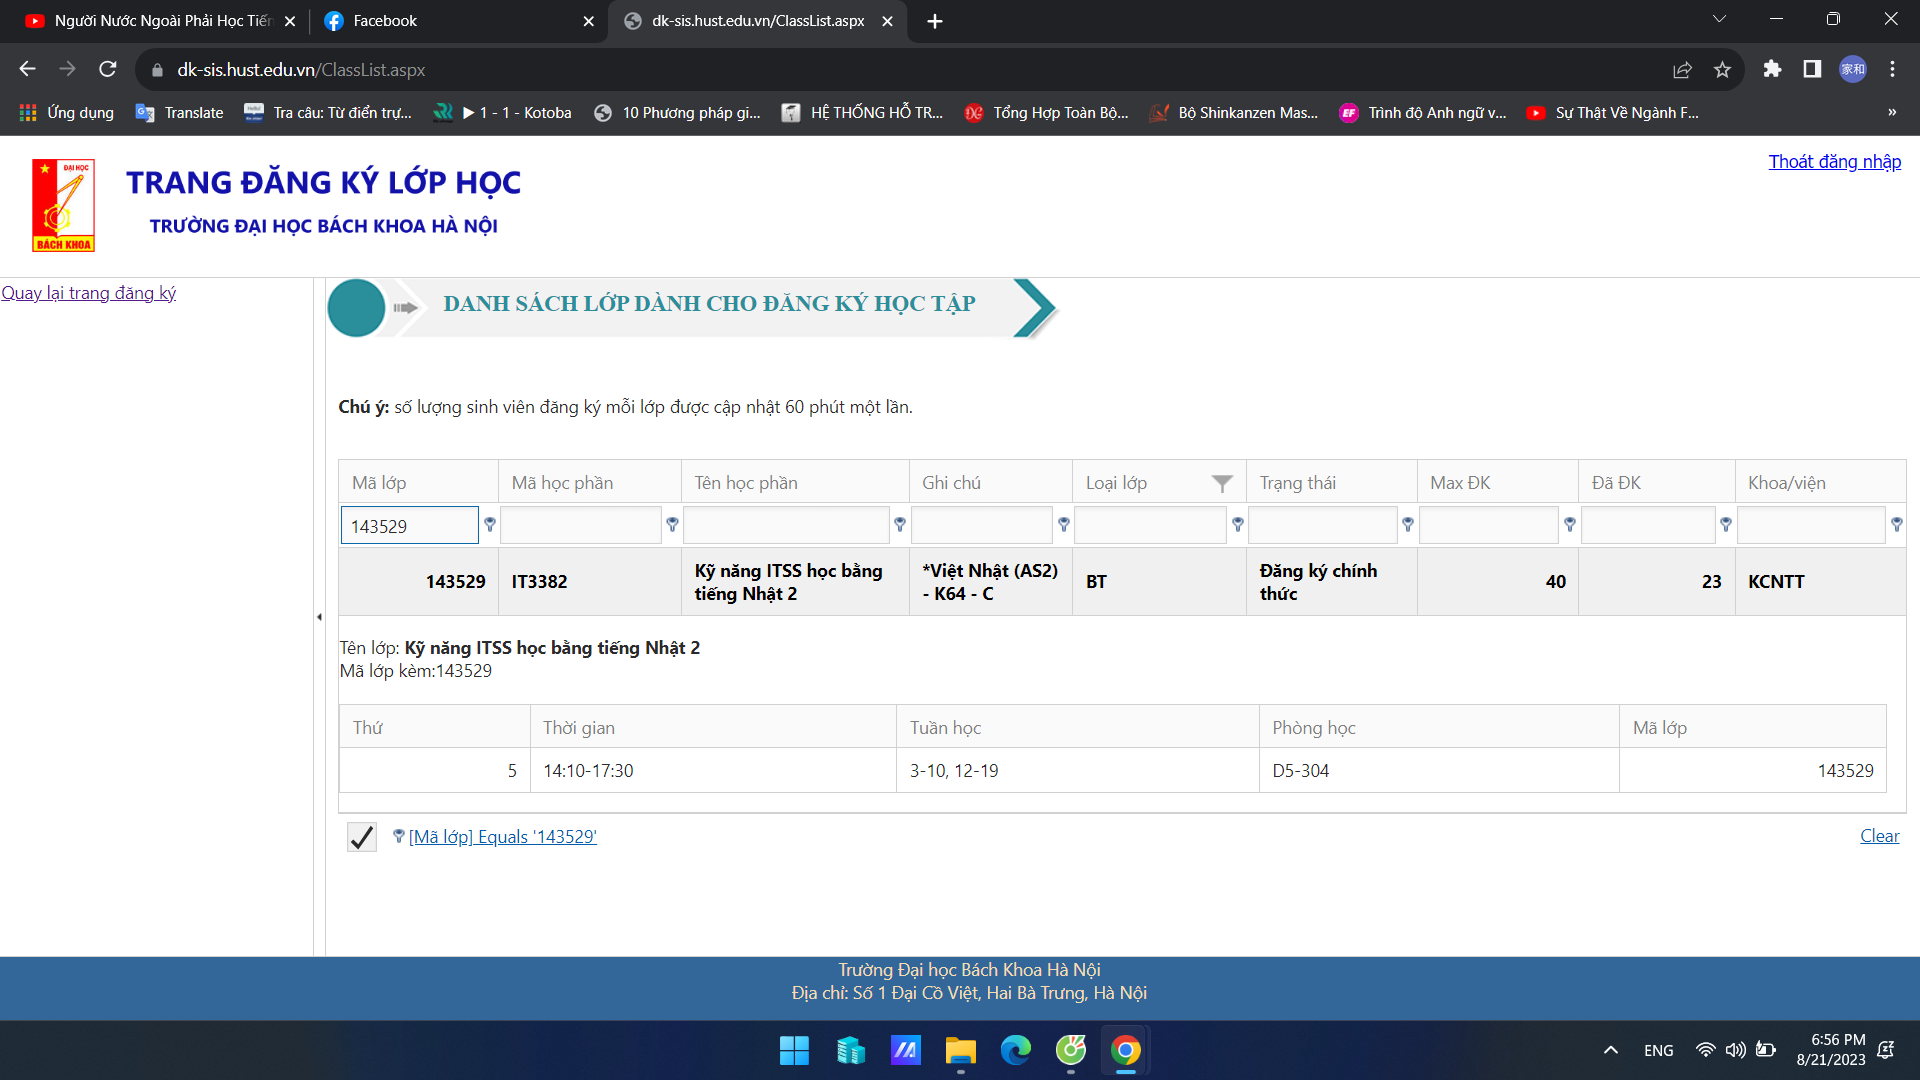 Người Nước Ngoài Phải Học Tiến
Facebook
dk-sis.hust.edu.vn/ClassList.aspx
dk-sis.hust.edu.vn/ClassList.aspx
家和
Ứng dụng
Translate
Tra câu: Từ điển trự...
▶ 1 - 1 - Kotoba
10 Phương pháp gi...
HỆ THỐNG HỖ TR...
Tổng Hợp Toàn Bộ...
Bộ Shinkanzen Mas...
EF
Trình độ Anh ngữ v...
Sự Thật Về Ngành F...
»
ĐẠI HỌC
BÁCH KHOA
TRANG ĐĂNG KÝ LỚP HỌC
TRƯỜNG ĐẠI HỌC BÁCH KHOA HÀ NỘI
Thoát đăng nhập
Quay lại trang đăng ký
DANH SÁCH LỚP DÀNH CHO ĐĂNG KÝ HỌC TẬP
Chú ý: số lượng sinh viên đăng ký mỗi lớp được cập nhật 60 phút một lần.
Mã lớp
Mã học phần
Tên học phần
Ghi chú
Loại lớp
Trạng thái
Max ĐK
Đã ĐK
Khoa/viện
143529
143529
IT3382
Kỹ năng ITSS học bằng
tiếng Nhật 2
*Việt Nhật (AS2)
- K64 - C
BT
Đăng ký chính
thức
40
23
KCNTT
Tên lớp: Kỹ năng ITSS học bằng tiếng Nhật 2
Mã lớp kèm:143529
Thứ
Thời gian
Tuần học
Phòng học
Mã lớp
5
14:10-17:30
3-10, 12-19
D5-304
143529
[Mã lớp] Equals '143529'
Clear
Trường Đại học Bách Khoa Hà Nội
Địa chỉ: Số 1 Đại Cồ Việt, Hai Bà Trưng, Hà Nội
ENG
6:56 PM
8/21/2023